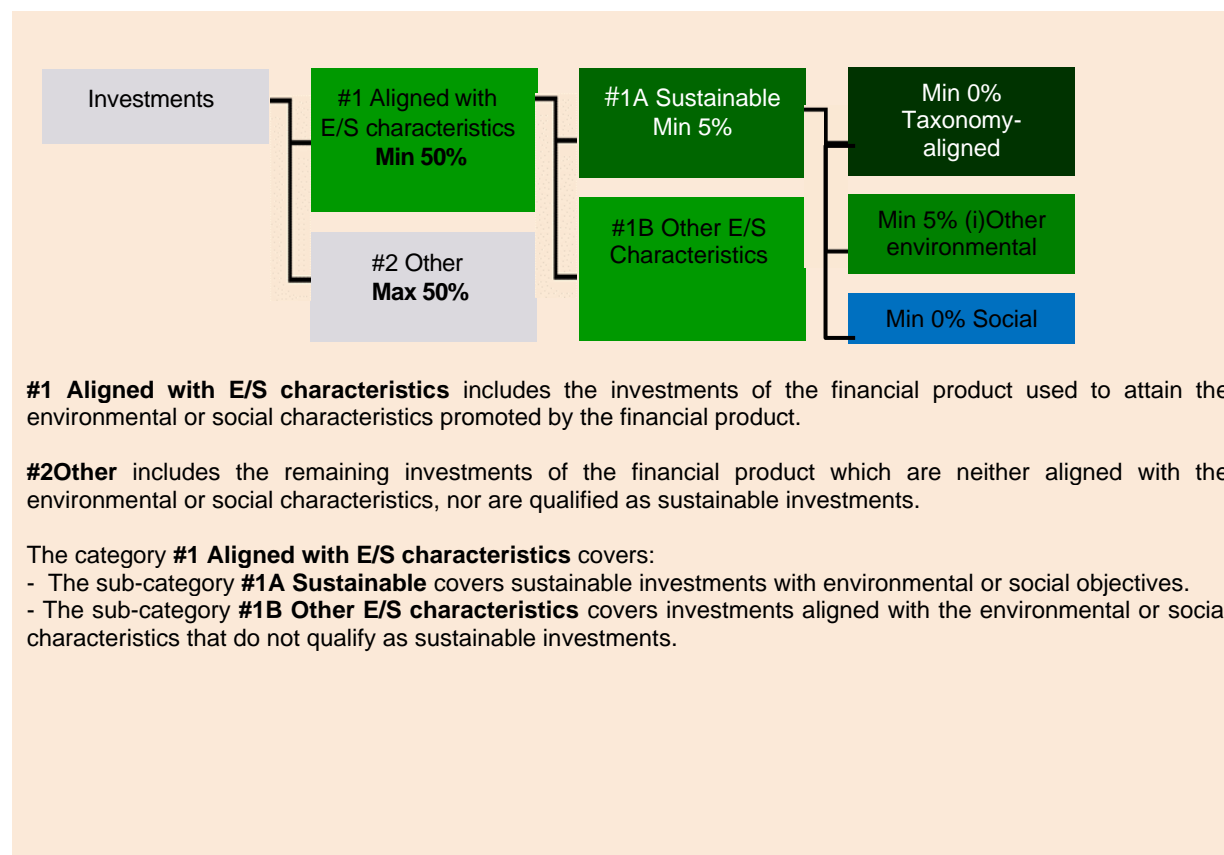 Investments
#1 Aligned with
E/S characteristics
Min 50%
#2 Other
Max 50%
#1A Sustainable
Min 5%
#1B Other E/S
Characteristics
Min 0%
Taxonomy-
aligned
Min 5% (i)Other
environmental
Min 0% Social
#1 Aligned with E/S characteristics includes the investments of the financial product used to attain the
environmental or social characteristics promoted by the financial product.
#2Other includes the remaining investments of the financial product which are neither aligned with the
environmental or social characteristics, nor are qualified as sustainable investments.
The category #1 Aligned with E/S characteristics covers:
- The sub-category #1A Sustainable covers sustainable investments with environmental or social objectives.
- The sub-category #1B Other E/S characteristics covers investments aligned with the environmental or social
characteristics that do not qualify as sustainable investments.